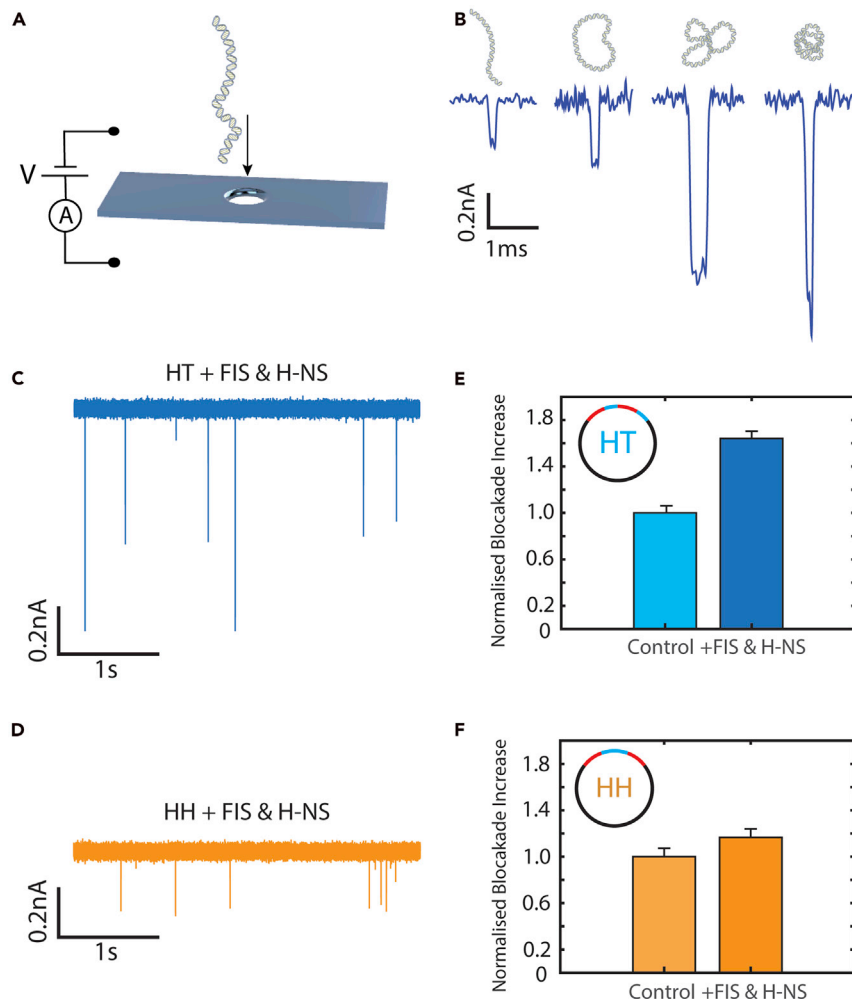 A
V
A
B
0.2nA
1ms
C
HT + FIS & H-NS
0.2nA
1s
D
HH + FIS & H-NS
0.2nA
1s
E
Normalised Blocakade Increase
1.8
1.4
1.0
0.6
0.2
0
HT
Control +FIS & H-NS
F
Normalised Blocakade Increase
1.8
1.4
1.0
0.6
0.2
0
HH
Control +FIS & H-NS